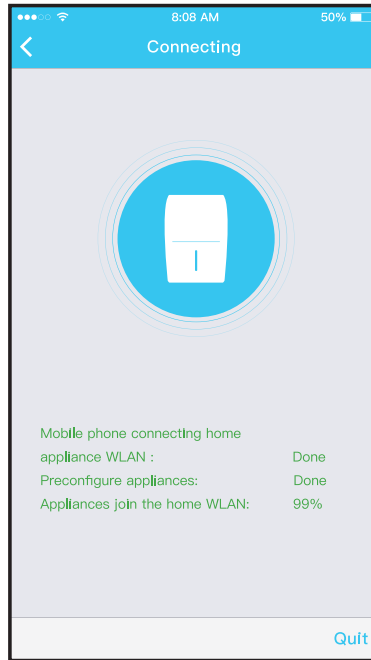 8:08 AM 50%
Connecting
Mobile phone connecting home
appliance WLAN : Done
Preconfigure appliances: Done
Appliances join the home WLAN: 99%
Quit